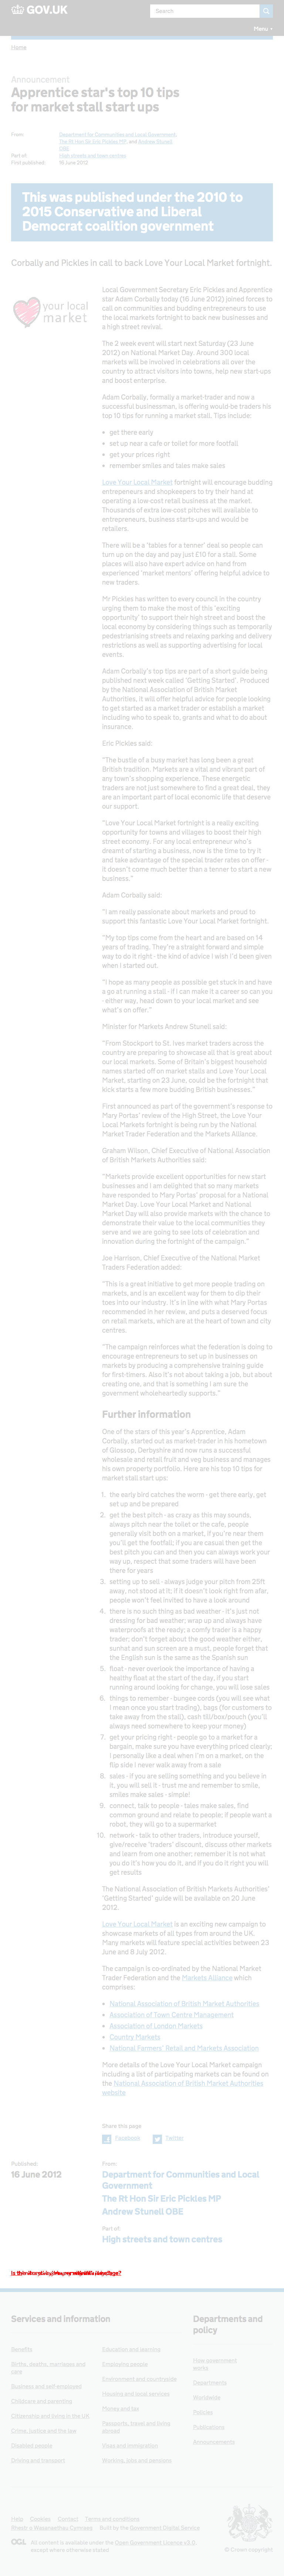 GOV.UK
Search
Menu
Home
Announcement
Apprentice star's top 10 tips
for market stall start ups
From:
Department for Communities and Local Government,
The Rt Hon Sir Eric Pickles MP, and Andrew Stunell
OBE
Part of:
High streets and town centres
First published:
16 June 2012
This was published under the 2010 to
2015 Conservative and Liberal
Democrat coalition government
Corbally and Pickles in call to back Love Your Local Market fortnight.
your local
market
Local Government Secretary Eric Pickles and Apprentice
star Adam Corbally today (16 June 2012) joined forces to
call on communities and budding entrepreneurs to use
the local markets fortnight to back new businesses and
a high street revival.
The 2 week event will start next Saturday (23 June
2012) on National Market Day. Around 300 local
markets will be involved in celebrations all over the
country to attract visitors into towns, help new start ups
and boost enterprise.
Adam Corbally, formally a market-trader and now a
successful businessman, is offering would be traders his
10 tips for running a market stall. Tips include:
get there early
set up near a cafe or toilet for more footfall
get your prices right
remember smiles and tales make sales
Love Your Local Market fortnight will encourage budding
entrepreneurs and shopkeepers to try their hand at
operating a low-cost retail business at their market.
Thousands of extra low-cost pitches will be available to
entrepreneurs, business start-ups and would be
retailers.
There will be a 'tables for a tenner' deal so people can
turn up on the day and pay just £10 for a stall. Some
places will also have expert advice on hand from
experienced 'market mentors' offering helpful advice to
new traders.
Mr Pickles has written to every council in the country
urging them to make the most of this 'exciting
opportunity' to help their high street and boost the
local economy by considering things such as temporarily
pedestrianised streets and relaxing parking and delivery
restrictions as well as supporting and advertising for
local events.
Adam Corbally's top tips are part of a short guide being
published next week called 'Getting Started'. Produced
by the National Association of British Market
Authorities, it will offer helpful advice for people looking
to get started as a market trader or establish a market
including who to speak to, grants and what to do about
insurance.
Eric Pickles said:
"The bustle of a busy market has long been a great
British tradition. Markets are a vital and vibrant part of
any town's shopping experience. These energetic
traders are not just somewhere to find a great deal, they
are an important part of local economic life that deserve
our support.
"Love Your Local Market fortnight is a really exciting
opportunity for towns and villages to boost their high
street economy. For any local entrepreneur who's
thought of starting a business, now is the time to try it
and take advantage of the special trader rates on offer -
it doesn't come much better than a tenner to start a new
business."
Adam Corbally said:
"I am really passionate about markets and proud to
support this fantastic Love Your Local Market fortnight.
"My top tips come from the heart and are based on 14
years of trading. They're a straight forward and simple
way to do it right - the kind of advice I wish I'd been given
when I started out.
"I hope as many people as possible get stuck in and have
a go of it and I can make it a career so can you
- either way, head down to your local market and see
what's on offer."
Minister for Markets Andrew Stunell said:
"From Stockport to St. Ives market traders across the
country are preparing to showcase all that is great about
our local markets. Some of Britain's biggest household
names started off on market stalls and Love Your Local
Market, starting on 23 June, could be the fortnight that
kick starts a few more budding British businesses."
First announced as part of the government's response to
Mary Portas' review of the High Street, the Love Your
Local Markets fortnight is being run by the National
Market Trader Federation and the Markets Alliance.
Graham Wilson, Chief Executive of National Association
of British Markets Authorities said:
"Markets provide excellent opportunities for new start
businesses and I'm delighted that so many markets
have responded to Mary Portas' proposal for a National
Market Day. Love Your Local Market and National
Market Day will also provide markets with the chance to
demonstrate their value to the local communities they
serve and we are going to see lots of celebration and
innovation during the fortnight of the campaign."
Joe Harrison, Chief Executive of the National Market
Traders Federation added:
"This is a great initiative to get more people trading on
markets, and is an excellent way for them to dip their
toes into our industry. It's in line with what Mary Portas
recommended in her review, and puts a deserved focus
on retail markets, which are at the heart of town and city
centres.
"The campaign reinforces what the federation is doing to
encourage entrepreneurs to set up in businesses on
markets by producing a comprehensive training guide
for first timers. Also it's not about taking a job, but about
creating one, and that is something I am sure the
government wholeheartedly supports."
Further information
One of the stars of this year's Apprentice, Adam
Corbally, started out as a market trader in his hometown
of Glossop, Derbyshire and now runs a successful
wholesale and retail fruit and veg business and manages
his own property portfolio. Here are his top 10 tips for
market stall start ups:
1. the early bird catches the worm - get there early, get
set up and be prepared
2. get the best pitch - as crazy as this may sounds,
always pitch near the toilet or the cafe, people
generally visit both on a market, if you're near them
you'll get the footfall; if you are casual then get the
best pitch you can and then you can always work your
way up, respect that some traders have been there
for years
3. setting up to sell - always judge your pitch from 25ft
away, not stood at it; if it doesn't look right from afar,
people won't feel invited to have a look around
4. there is no such thing as bad weather - it's just not
dressing for bad weather; wrap up and always have
waterproofs at the ready; a comfy trader is a happy
trader; don't forget about the weather either, sunhat
and sun screen are a must, people forget that
the English sun is the same as the Spanish sun
5. float - never overlook the importance of having a
healthy float at the start of the day, if you start
running around looking for change, you will lose sales
6. things to remember - bungee cords (you will see what
I mean once you start trading), bags (for customers to
take away from the stall), cash till/box/pouch (you'll
always need somewhere to keep your money)
7. get your pricing right - people go to a market for a
bargain, make sure you have everything priced clearly;
I personally like a deal when I'm on a market, on the
flip side I never walk away from a sale
8. sales - if you are selling something and you believe in
it, you will sell it - trust me and remember to smile,
smiles make sales - simple!
9. connect, talk to people - tales make sales, find
common ground and relate to people. If people want a
robot, they will go to a supermarket
10. network - talk to other traders, introduce yourself,
give/receive 'traders' discount, discuss other markets
and learn from one another; remember it is not what
you do it's the way that you do it, now get out there
and go for it
The National Association of British Markets Authorities'
'Getting Started' guide will be available on 20 June
2012.
Love Your Local Market is an exciting new campaign to
showcase markets of all types from around the UK.
Many markets will feature special activities between 23
June and 8 July 2012.
The campaign is co-ordinated by the National Market
Trader Federation and the Markets Alliance which
comprises:
National Association of British Market Authorities
Association of Town Centre Management
Association of London Markets
Country Markets
National Farmers' Retail and Markets Association
More details of the Love Your Local Market campaign
including a list of participating markets can be found on
the National Association of British Market Authorities
website
Share this page
Facebook
Twitter
Published:
16 June 2012
From:
Department for Communities and Local
Government
The Rt Hon Sir Eric Pickles MP
Andrew Stunell OBE
Part of:
High streets and town centres
Services and information
Departments and
policy
Benefits
Births, deaths, marriages and
care
Business and self-employed
Childcare and parenting
Citizenship and living in the UK
Crime, justice and the law
Disabled people
Driving and transport
Education and learning
Employing people
Environment and countryside
Housing and local services
Money and tax
Passports, travel and living
abroad
Visas and immigration
Working, jobs and pensions
How government
works
Departments
Worldwide
Policies
Publications
Announcements
Help
Cookies
Contact
Terms and conditions
Rhestr o Wasanaethau Cymraeg
Built by the Government Digital Service
OGL
All content is available under the Open Government Licence v3.0,
except where otherwise stated
© Crown copyright